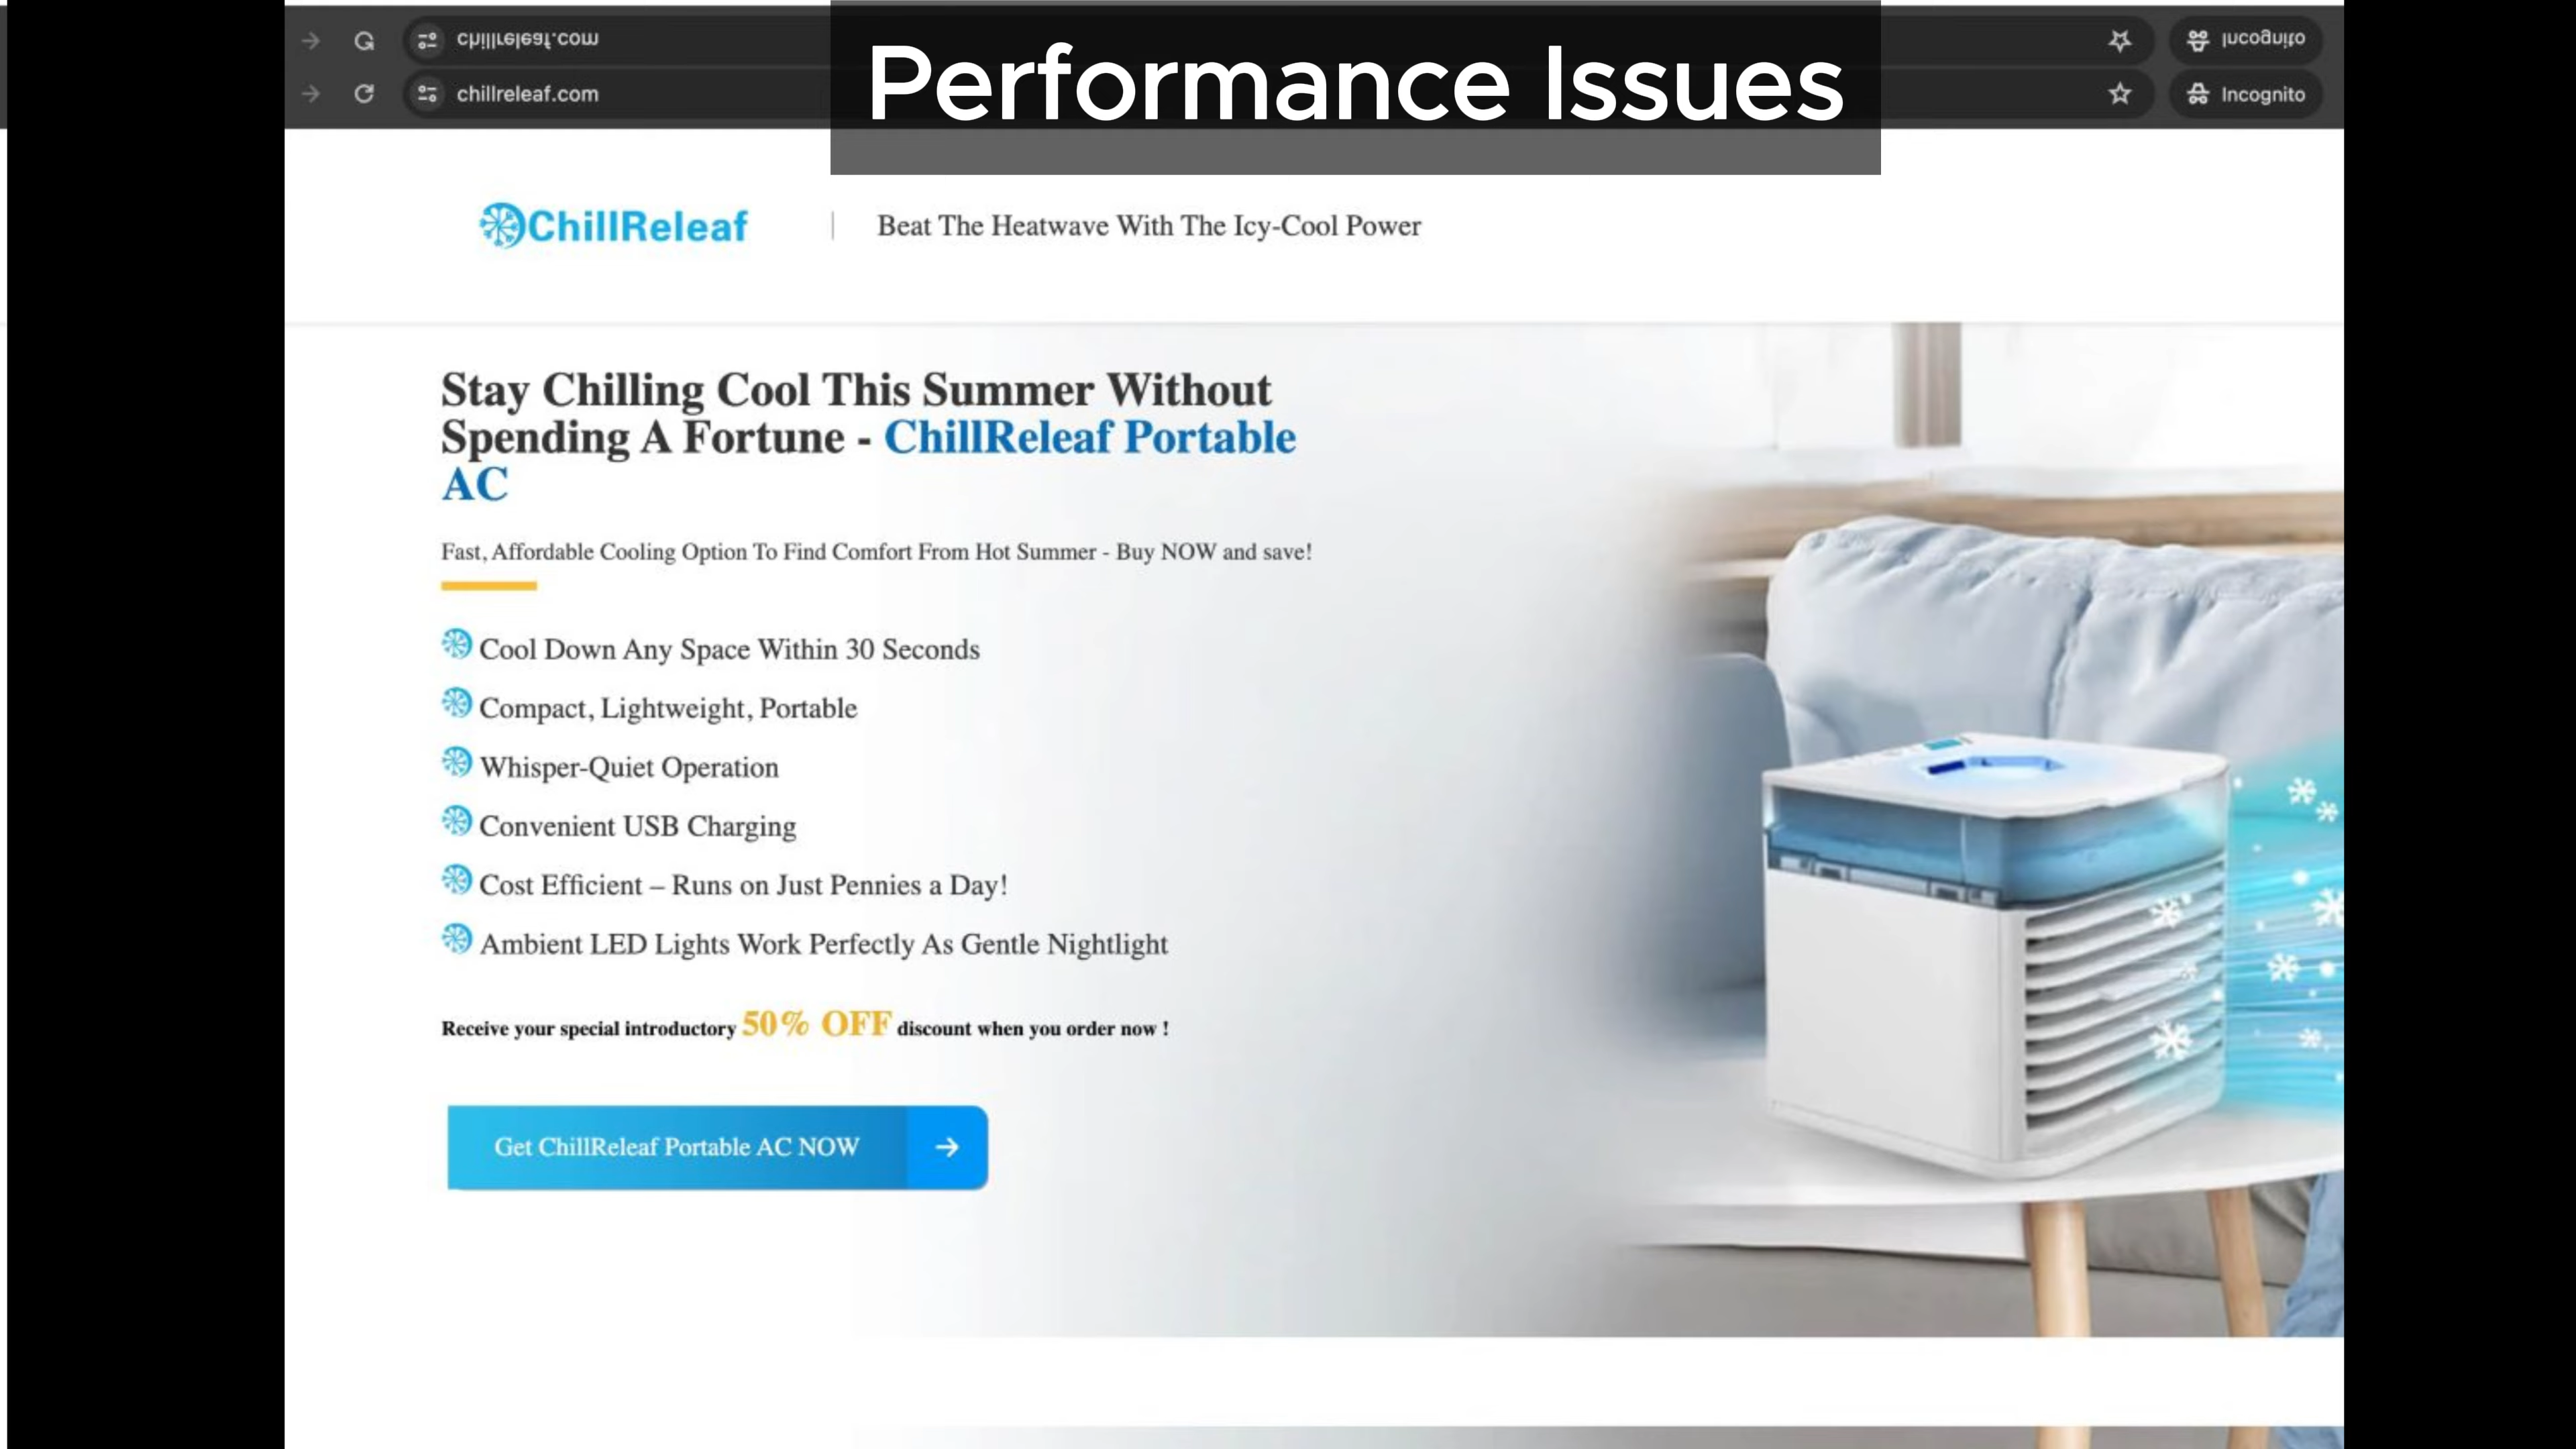 Performance Issues
chillreleaf.com
Incognito
chillreleaf.com
Incognito
ChillReleaf
Beat The Heatwave With The Icy-Cool Power
Stay Chilling Cool This Summer Without
Spending A Fortune - ChillReleaf Portable
AC
Fast, Affordable Cooling Option To Find Comfort From Hot Summer - Buy NOW and save!
Cool Down Any Space Within 30 Seconds
Compact, Lightweight, Portable
Whisper-Quiet Operation
Convenient USB Charging
Cost Efficient – Runs on Just Pennies a Day!
Ambient LED Lights Work Perfectly As Gentle Nightlight
Receive your special introductory 50% OFF discount when you order now !
Get ChillReleaf Portable AC NOW